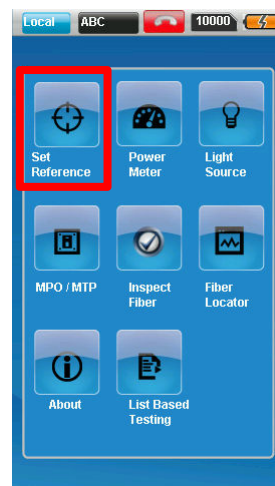 Local ABC 10000
Set Reference
Power Meter
Light Source
MPO / MTP
Inspect Fiber
Fiber Locator
About
List Based Testing